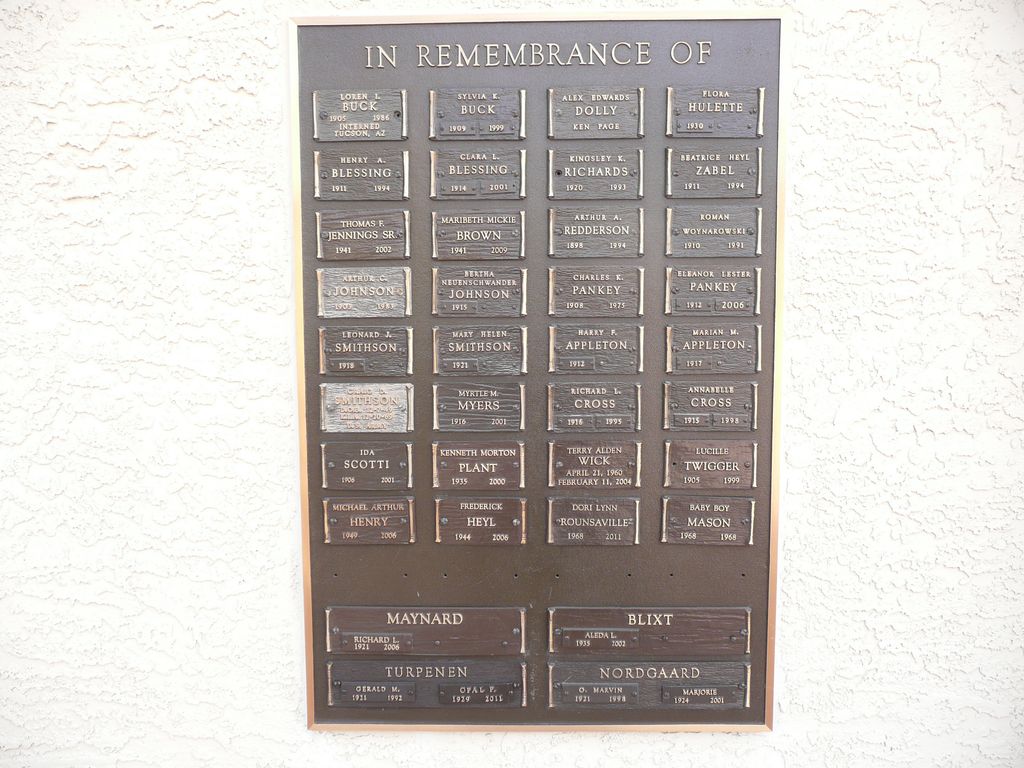 IN REMEMBRANCE OF
LOREN I.
BUCK
1905 1986
INTERNED
TUCSON, AZ
SYLVIA K.
BUCK
1909 1999
ALEX EDWARDS
DOLLY
KEN PAGE
FLORA
HULETTE
1930
HENRY A.
BLESSING
1911 1994
CLARA L.
BLESSING
1914 2001
KINGSLEY K.
RICHARDS
1920 1993
BEATRICE HEYL
ZABEL
1911 1994
THOMAS F.
JENNINGS SR.
1941 2002
MARIBETH MICKIE
BROWN
1941 2009
ARTHUR A.
REDDERSON
1898 1994
ROMAN
WOYNAROWSKI
1910 1991
ARTHUR C.
JOHNSON
BERTHA
NEUENSCHWANDER
JOHNSON
1915
CHARLES K.
PANKEY
1908 1975
ELEANOR LESTER
PANKEY
1912 2006
LEONARD J.
SMITHSON
1918
MARY HELEN
SMITHSON
1921
HARRY F.
APPLETON
1912
MARIAN M.
APPLETON
1917
CRAIG D.
SMITHSON
U.S. ARMY
MYRTLE M.
MYERS
1916 2001
RICHARD L.
CROSS
1916 1995
ANNABELLE
CROSS
1915 1998
IDA
SCOTTI
1906 2001
KENNETH MORTON
PLANT
1935 2000
TERRY ALDEN
WICK
APRIL 21, 1960
FEBRUARY 11, 2004
LUCILLE
TWIGGER
1905 1999
MICHAEL ARTHUR
HENRY
1949 2006
FREDERICK
HEYL
1944 2006
DORI LYNN
ROUNSAVILLE
1968 2011
BABY BOY
MASON
1968 1968
MAYNARD
RICHARD L.
1921 2006
BLIXT
ALEDA L.
1935 2002
TURPENEN
GERALD M.
1921 1992
OPAL F.
1929 2011
NORDGAARD
O. MARVIN
1921 1998
MARJORIE
1924 2001